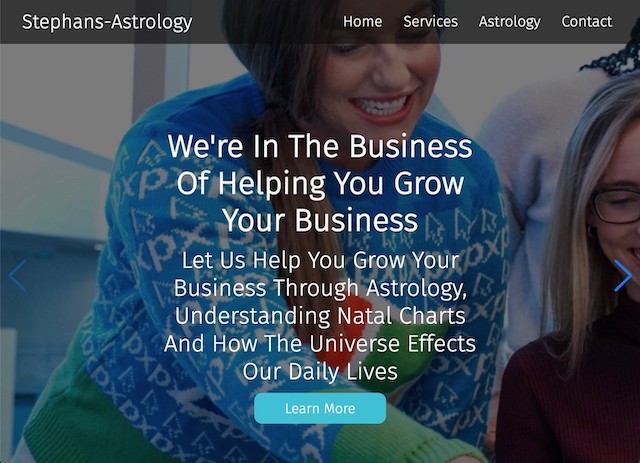 Stephans-Astrology
Home Services Astrology Contact
We're In The Business
Of Helping You Grow
Your Business
Let Us Help You Grow Your
Business Through Astrology,
Understanding Natal Charts
And How The Universe Effects
Our Daily Lives
Learn More